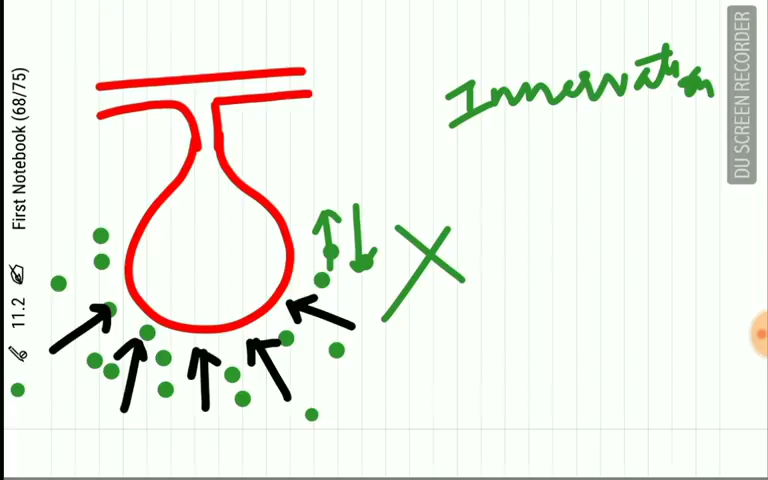 Innervation
First Notebook (68/75)
11.2
DU SCREEN RECORDER